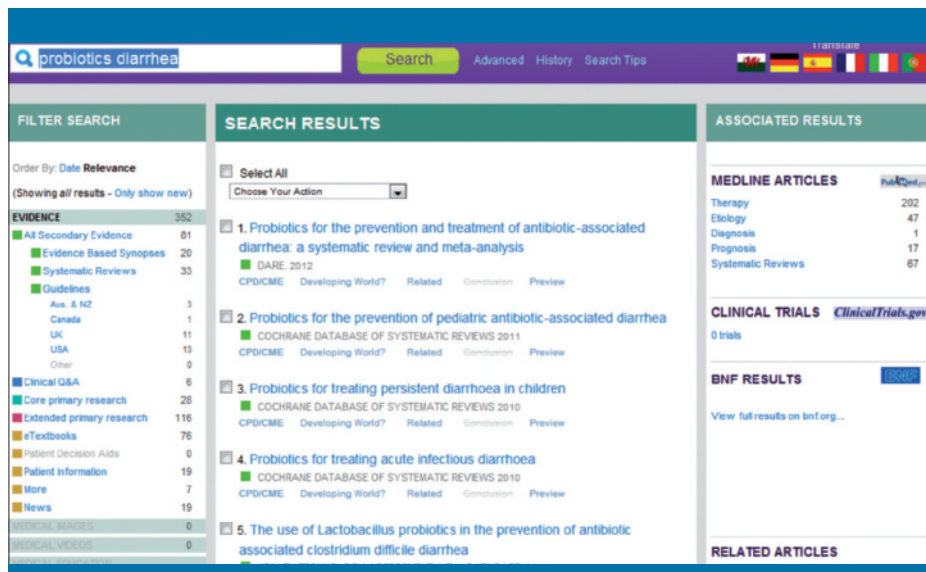 Translate
probiotics diarrhea
Search
Advanced History Search Tips
FILTER SEARCH
Order By: Date Relevance
(Showing all results - Only show new)
EVIDENCE 352
All Secondary Evidence 81
Evidence Based Synopses 20
Systematic Reviews 33
Guidelines
Aus. & NZ 3
Canada 1
UK 11
USA 13
Other 0
Clinical Q&A 6
Core primary research 28
Extended primary research 116
eTextbooks 76
Patient Decision Aids 0
Patient Information 19
More 7
News 19
MEDICAL IMAGES 0
MEDICAL VIDEOS 0
MEDICAL EDUCATION
SEARCH RESULTS
Select All
Choose Your Action
1. Probiotics for the prevention and treatment of antibiotic-associated
diarrhea: a systematic review and meta-analysis
DARE. 2012
CPD/CME Developing World? Related Conclusion Preview
2. Probiotics for the prevention of pediatric antibiotic-associated diarrhea
COCHRANE DATABASE OF SYSTEMATIC REVIEWS 2011
CPD/CME Developing World? Related Conclusion Preview
3. Probiotics for treating persistent diarrhoea in children
COCHRANE DATABASE OF SYSTEMATIC REVIEWS 2010
CPD/CME Developing World? Related Conclusion Preview
4. Probiotics for treating acute infectious diarrhoea
COCHRANE DATABASE OF SYSTEMATIC REVIEWS 2010
CPD/CME Developing World? Related Conclusion Preview
5. The use of Lactobacillus probiotics in the prevention of antibiotic
associated clostridium difficile diarrhea
ASSOCIATED RESULTS
MEDLINE ARTICLES PubMed
Therapy 202
Etiology 47
Diagnosis 1
Prognosis 17
Systematic Reviews 67
CLINICAL TRIALS ClinicalTrials.gov
0 trials
BNF RESULTS BNF
View full results on bnf.org...
RELATED ARTICLES